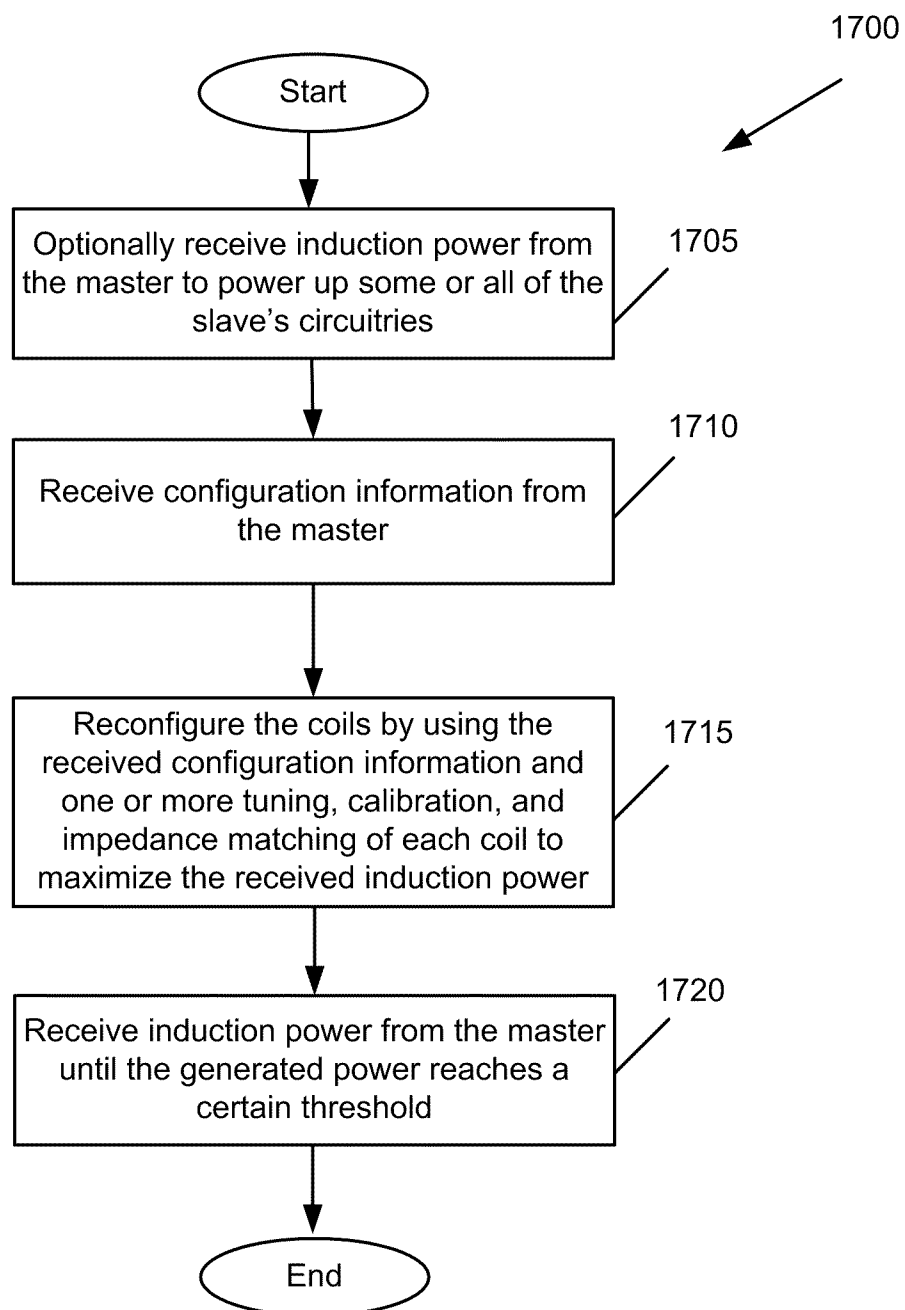 1700
Start
Optionally receive induction power from
the master to power up some or all of the
slave's circuitries
1705
Receive configuration information from
the master
1710
Reconfigure the coils by using the
received configuration information and
one or more tuning, calibration, and
impedance matching of each coil to
maximize the received induction power
1715
Receive induction power from the master
until the generated power reaches a
certain threshold
1720
End